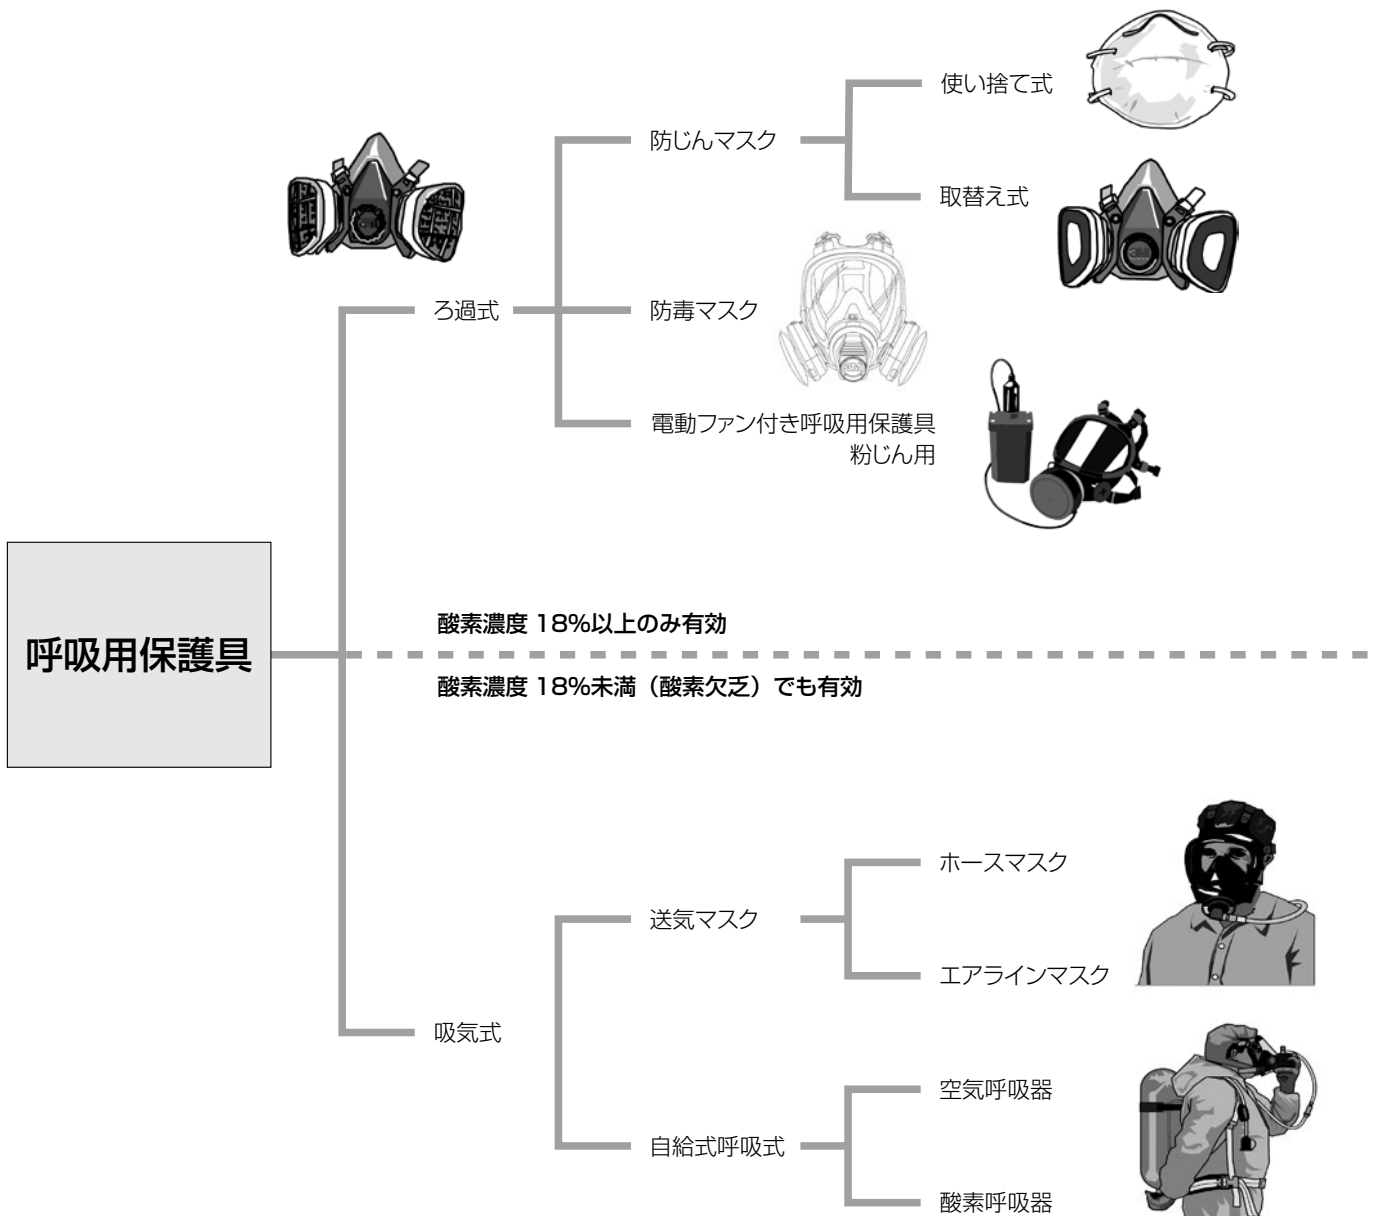 使い捨て式
防じんマスク
取替え式
ろ過式
防毒マスク
電動ファン付き呼吸用保護具
粉じん用
酸素濃度 18%以上のみ有効
呼吸用保護具
酸素濃度 18%未満（酸素欠乏）でも有効
ホースマスク
送気マスク
エアラインマスク
吸気式
空気呼吸器
自給式呼吸式
酸素呼吸器